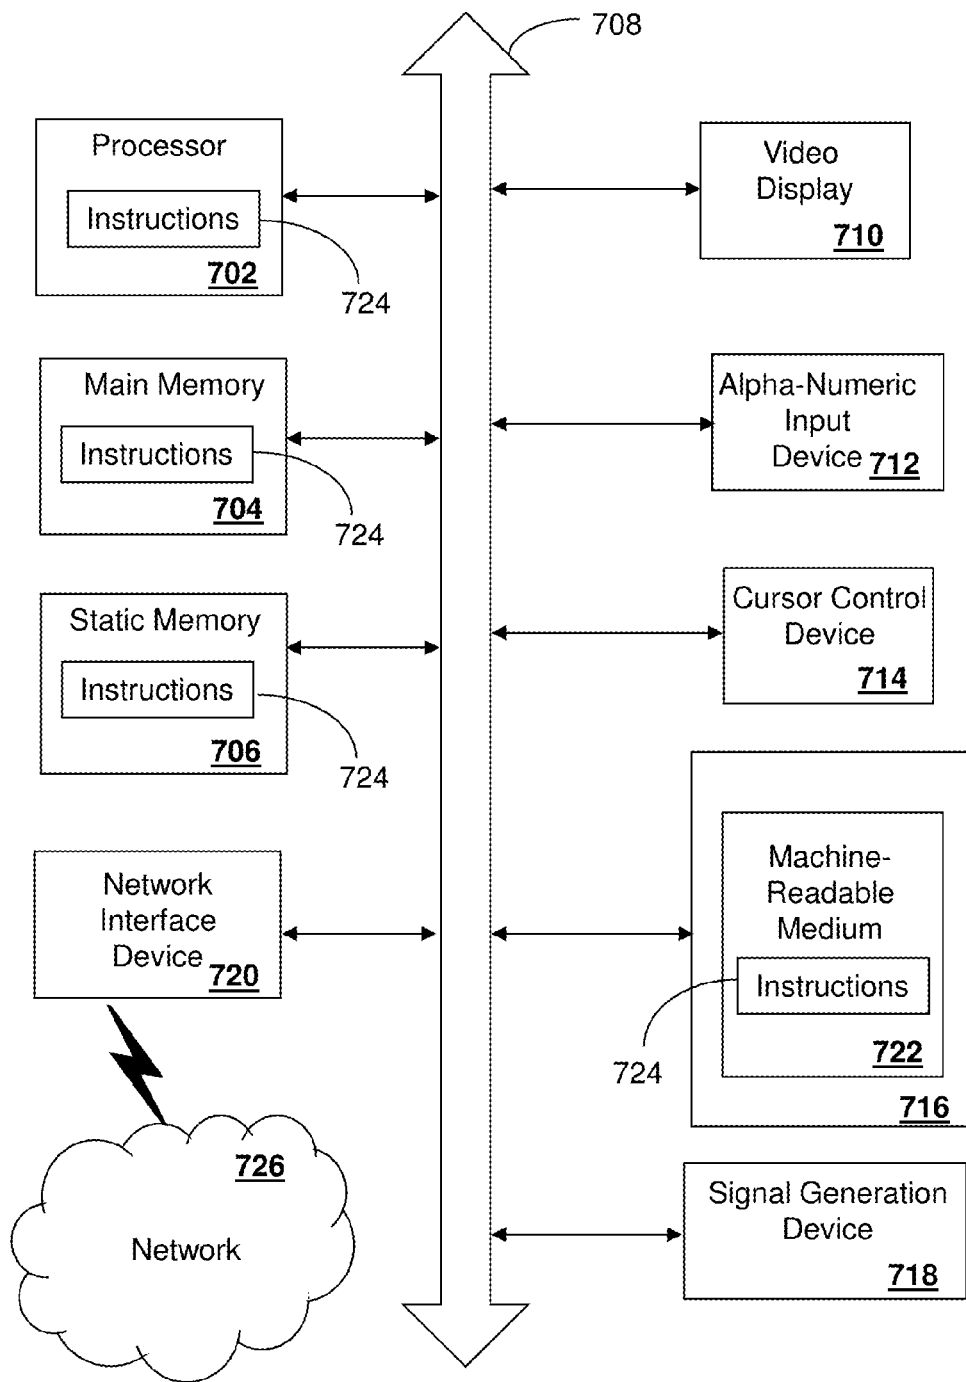 708
Processor
Instructions
702
724
Main Memory
Instructions
704
724
Static Memory
Instructions
706
724
Network
Interface
Device
720
726
Network
Video
Display
710
Alpha-Numeric
Input
Device
712
Cursor Control
Device
714
Machine-
Readable
Medium
Instructions
724
722
716
Signal Generation
Device
718